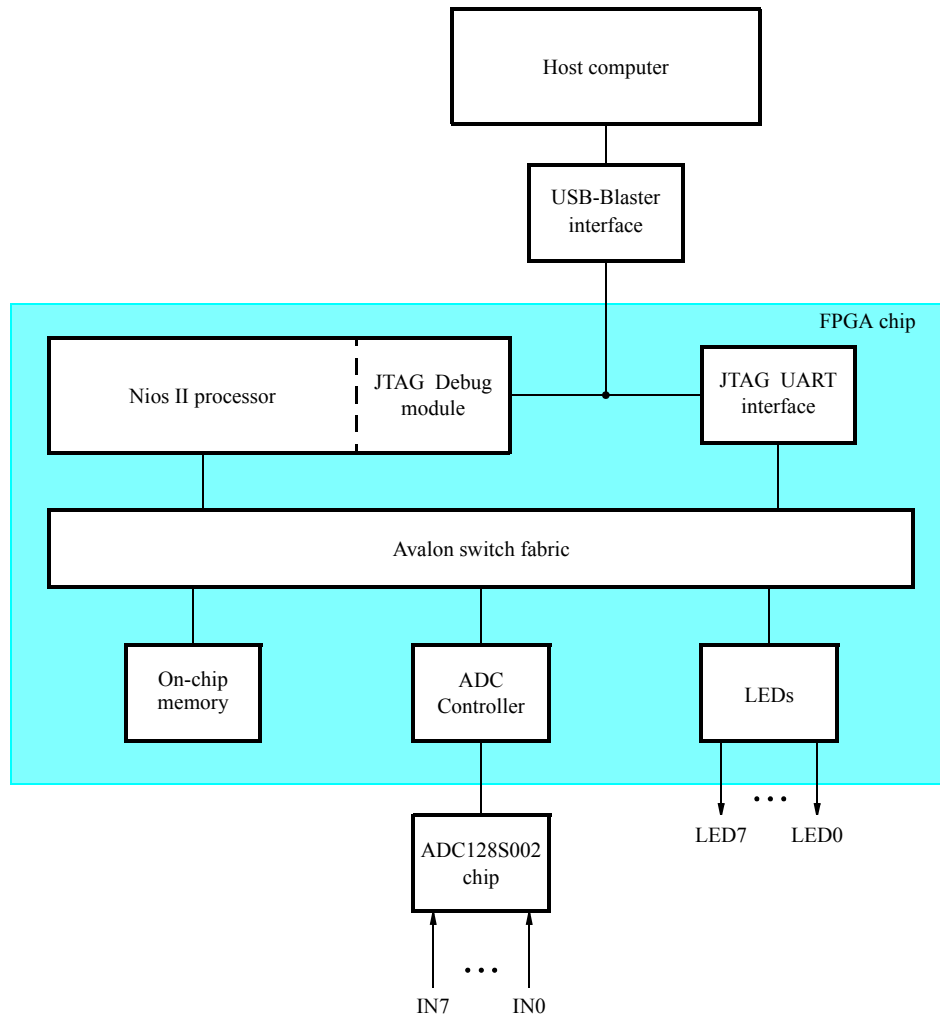 Host computer
USB-Blaster
interface
FPGA chip
Nios II processor
JTAG Debug
module
JTAG UART
interface
Avalon switch fabric
On-chip
memory
ADC
Controller
LEDs
LED7
LED0
ADC128S002
chip
IN7
IN0